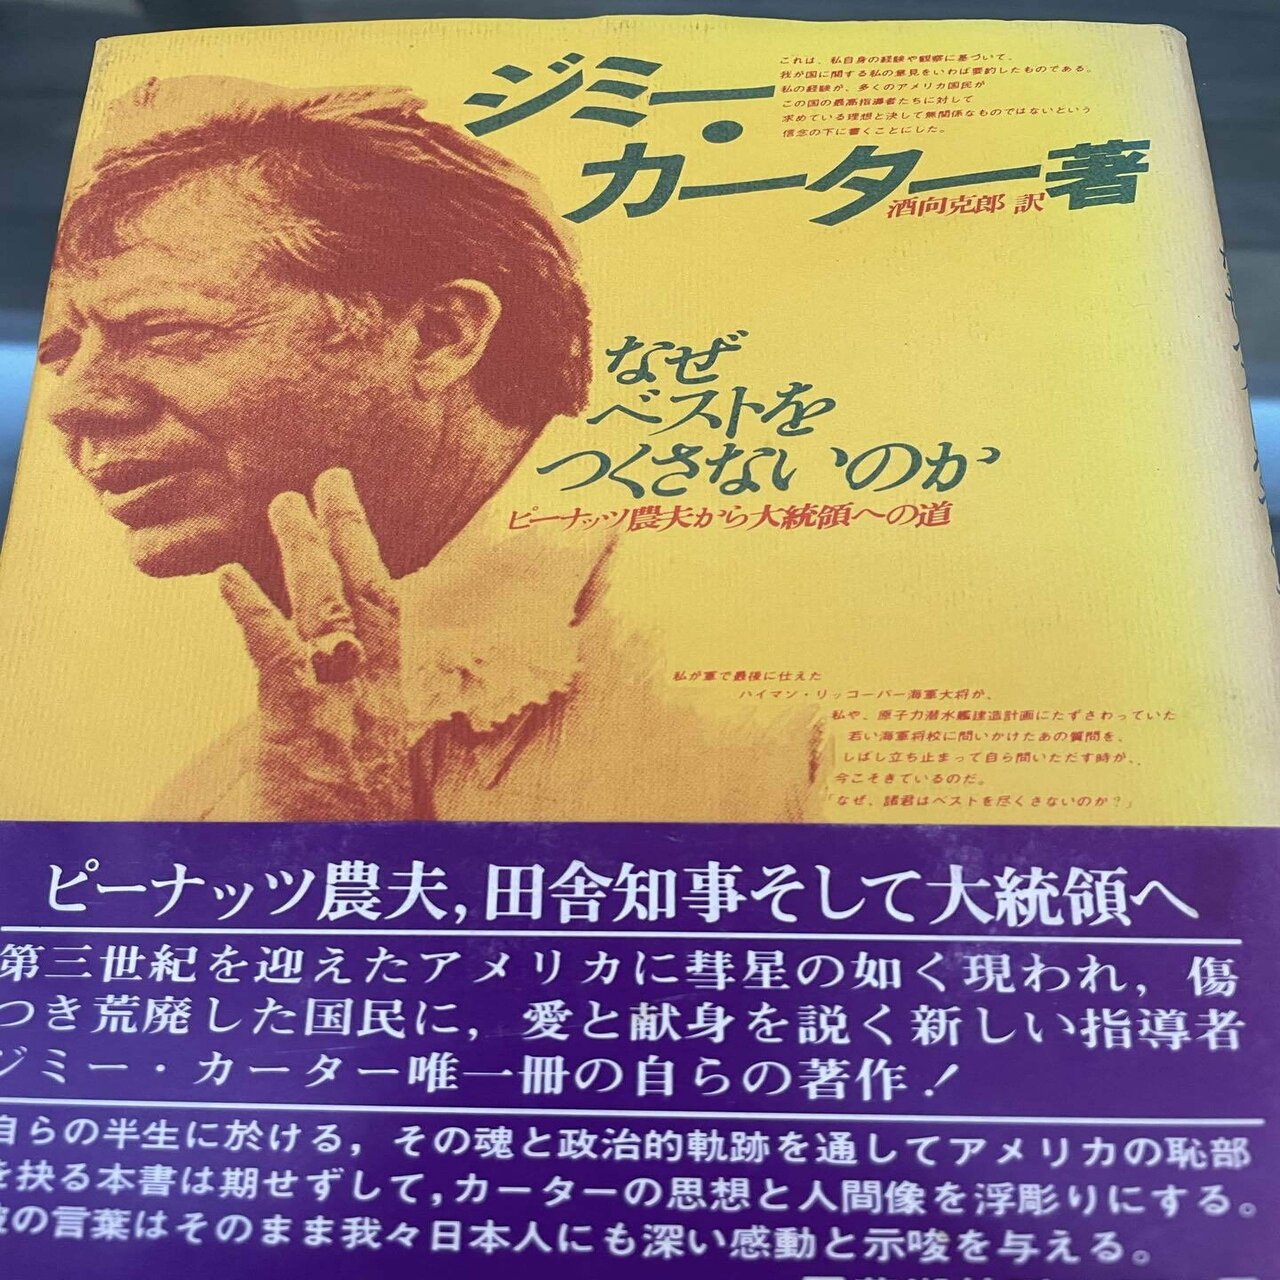 ジミー・
カーター著
これは、私自身の経験や観察に基づいて、
我が国に関する私の意見をいわば要約したものである。
私の経験が、多くのアメリカ国民が
この国の最高指導者たちに対して
求めている理想と決して無関係なものではないという
信念の下に書くことにした。
酒向克郎 訳
なぜ
ベストを
つくさないのか
ピーナッツ農夫から大統領への道
私が軍で最後に仕えた
ハイマン・リッコーバー海軍大将が、
私や、原子力潜水艦建造計画にたずさわっていた
若い海軍将校に問いかけたあの質問を、
しばし立ち止まって自ら問いただす時が、
今こそきているのだ。
「なぜ、諸君はベストを尽くさないのか?」
ピーナッツ農夫,田舎知事そして大統領へ
第三世紀を迎えたアメリカに彗星の如く現われ,傷
つき荒廃した国民に,愛と献身を説く新しい指導者
ジミー・カーター唯一冊の自らの著作!
自らの半生に於ける,その魂と政治的軌跡を通してアメリカの恥部
を抉る本書は期せずして,カーターの思想と人間像を浮彫りにする。
彼の言葉はそのまま我々日本人にも深い感動と示唆を与える。